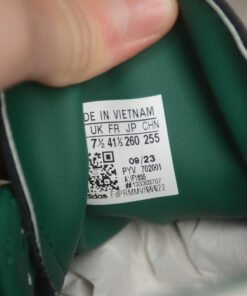 DE IN VIETNAM
UK FR JP CHN
7½ 41⅓ 260 255
09/23
PYV 702001
adidas